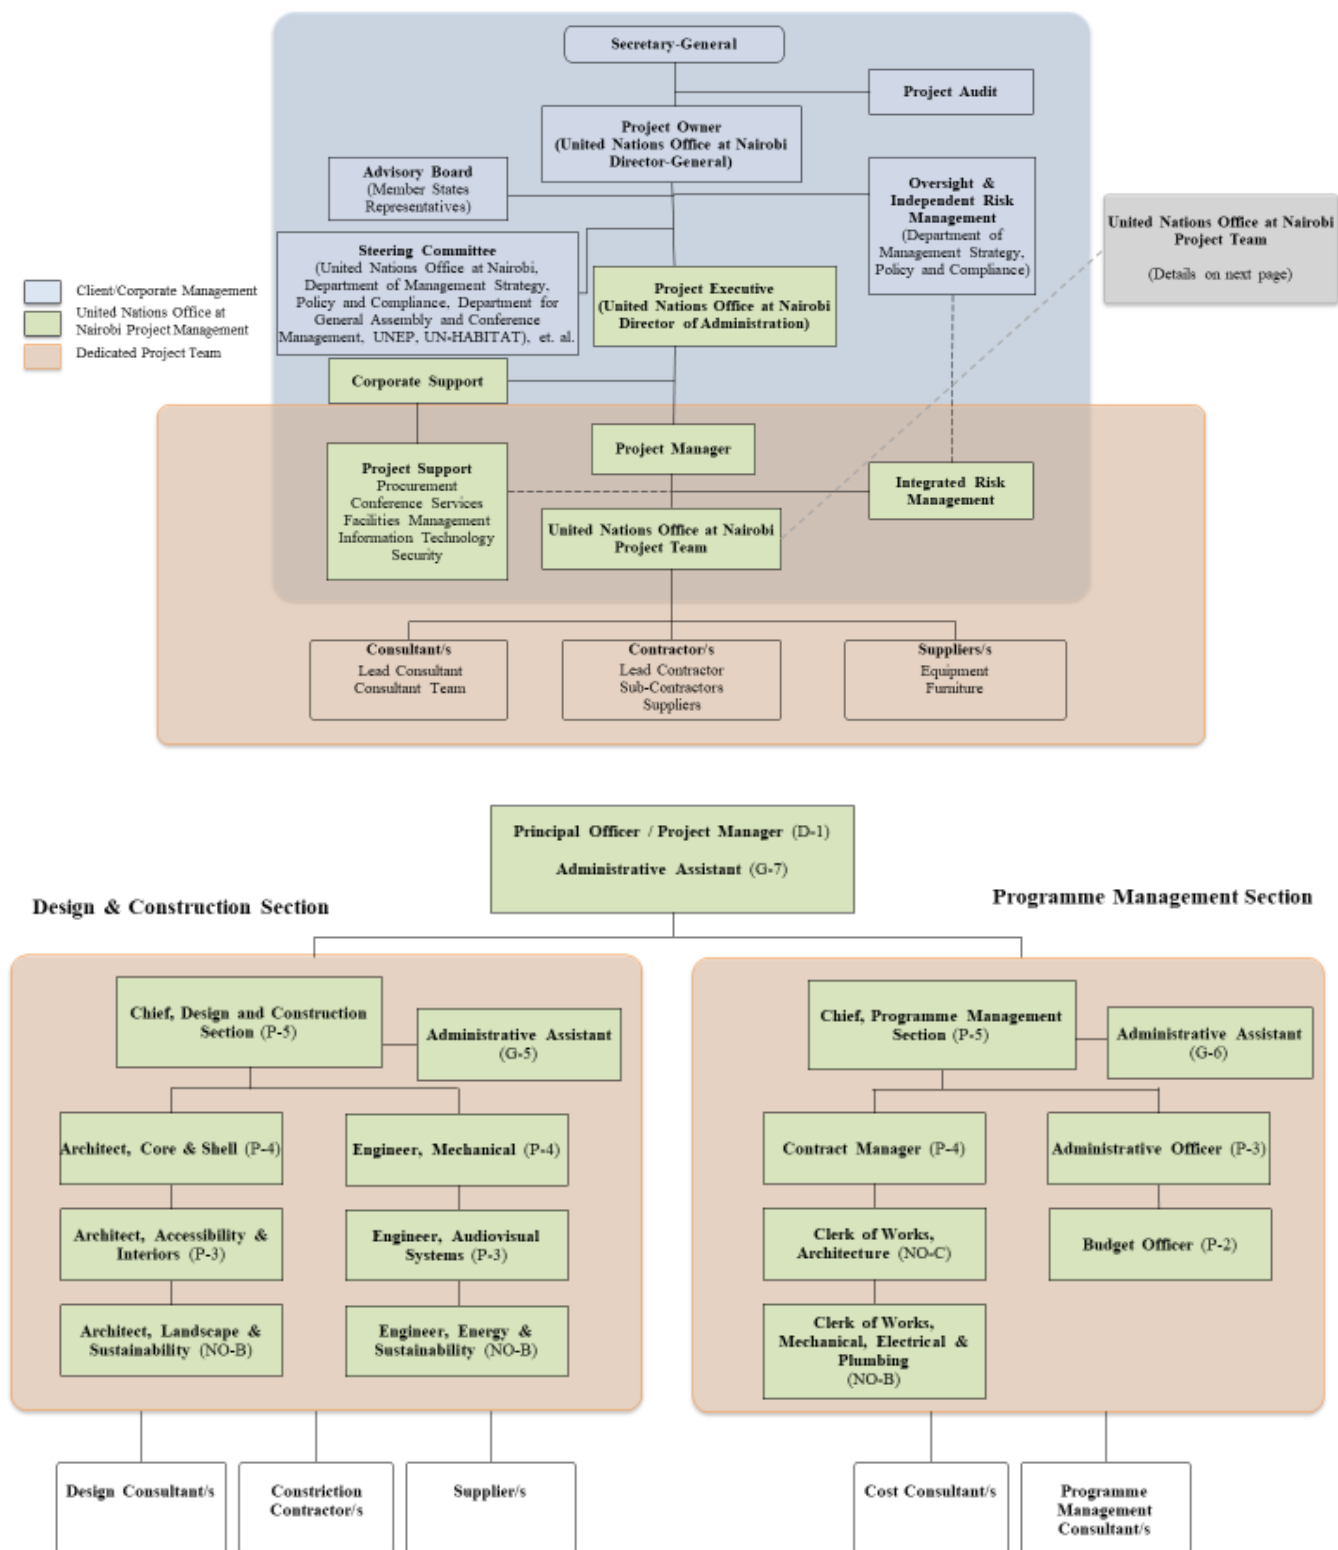 Secretary-General
Project Audit
Project Owner
(United Nations Office at Nairobi
Director-General)
Advisory Board
(Member States
Representatives)
Oversight &
Independent Risk
Management
(Department of
Management Strategy,
Policy and Compliance)
United Nations Office at Nairobi
Project Team
(Details on next page)
Steering Committee
(United Nations Office at Nairobi,
Department of Management Strategy,
Policy and Compliance, Department for
General Assembly and Conference
Management, UNEP, UN-HABITAT), et. al.
Project Executive
(United Nations Office at Nairobi
Director of Administration)
Client/Corporate Management
United Nations Office at
Nairobi Project Management
Dedicated Project Team
Corporate Support
Project Manager
Project Support
Procurement
Conference Services
Facilities Management
Information Technology
Security
Integrated Risk
Management
United Nations Office at Nairobi
Project Team
Consultant/s
Lead Consultant
Consultant Team
Contractor/s
Lead Contractor
Sub-Contractors
Suppliers
Suppliers/s
Equipment
Furniture
Principal Officer / Project Manager (D-1)
Administrative Assistant (G-7)
Design & Construction Section
Programme Management Section
Chief, Design and Construction
Section (P-5)
Administrative Assistant
(G-5)
Architect, Core & Shell (P-4)
Engineer, Mechanical (P-4)
Architect, Accessibility &
Interiors (P-3)
Engineer, Audiovisual
Systems (P-3)
Architect, Landscape &
Sustainability (NO-B)
Engineer, Energy &
Sustainability (NO-B)
Chief, Programme Management
Section (P-5)
Administrative Assistant
(G-6)
Contract Manager (P-4)
Administrative Officer (P-3)
Clerk of Works,
Architecture (NO-C)
Budget Officer (P-2)
Clerk of Works,
Mechanical, Electrical &
Plumbing
(NO-B)
Design Consultant/s
Constriction
Contractor/s
Supplier/s
Cost Consultant/s
Programme
Management
Consultant/s